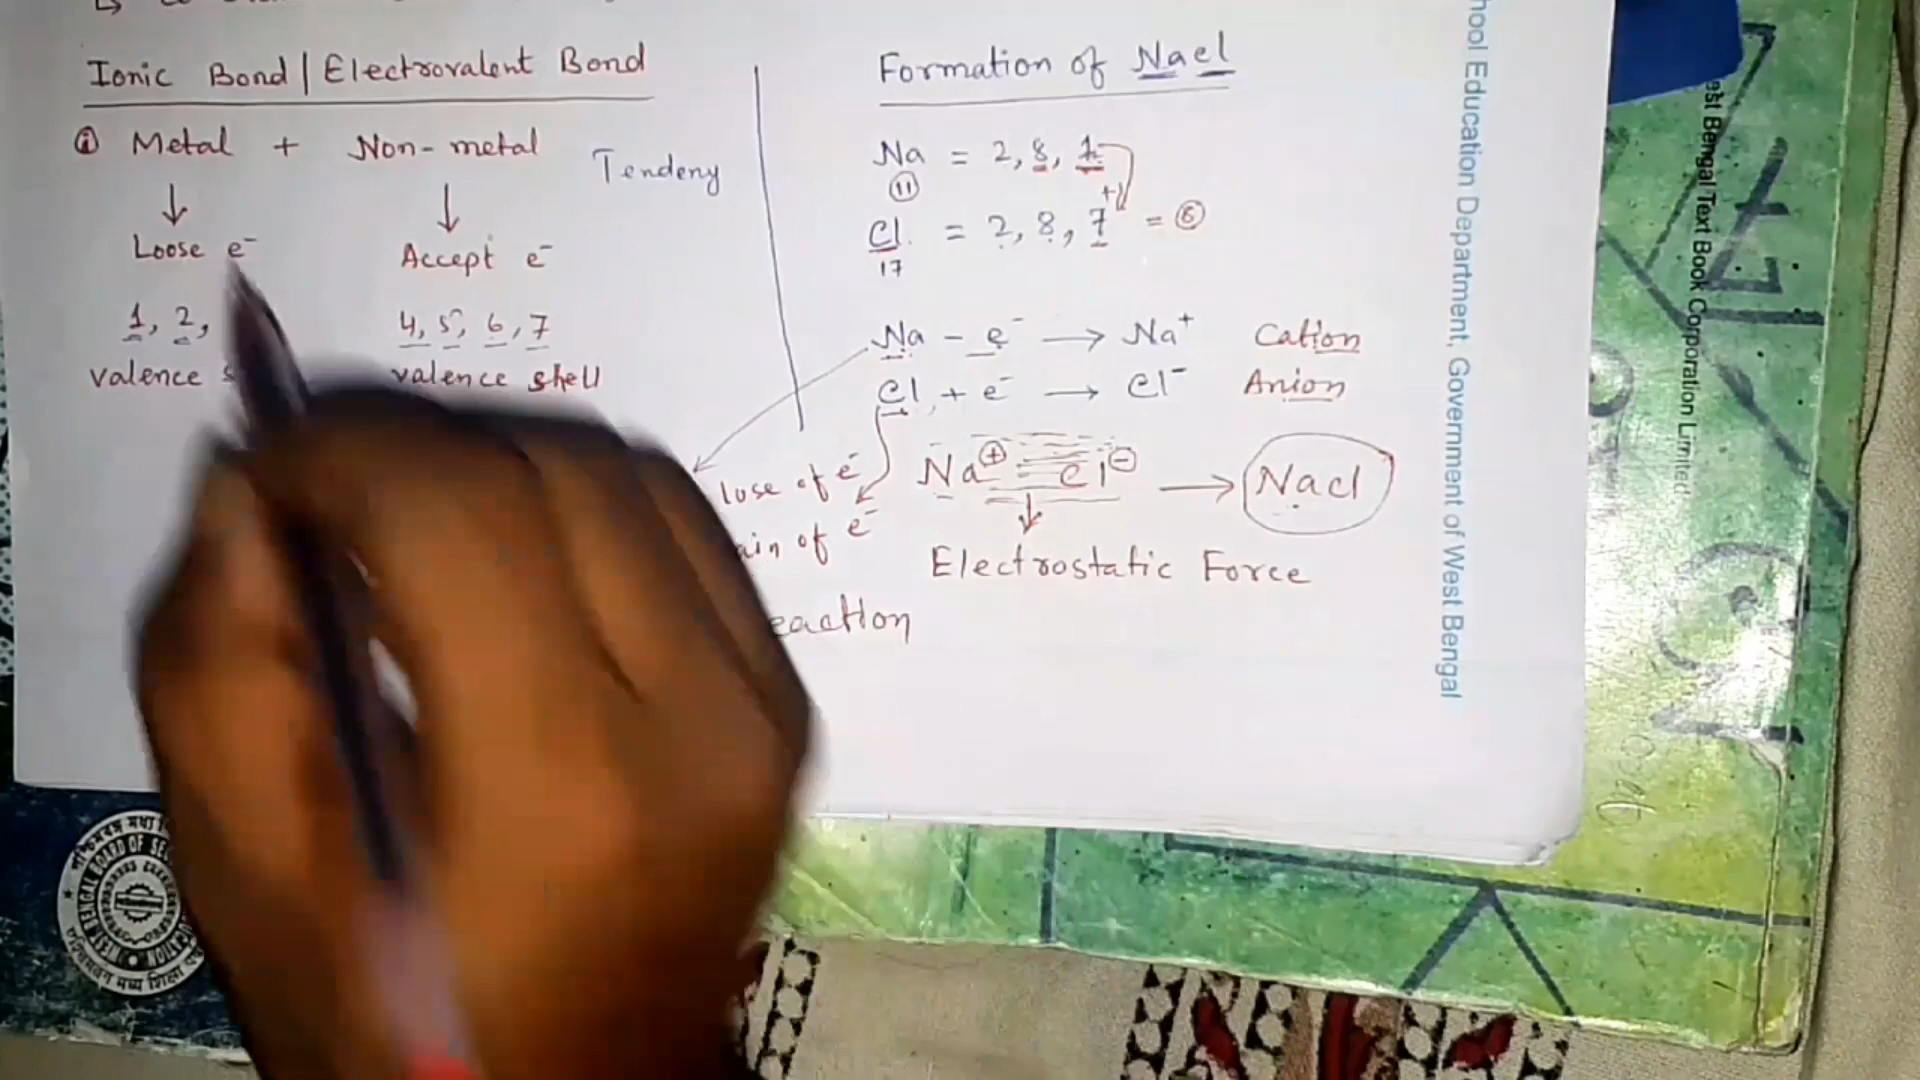 Ionic Bond | Electrovalent Bond
i Metal + Non-metal
Tendeny
Loose e⁻ Accept e⁻
1, 2, 4, 5, 6, 7
valence valence shell
Formation of Nacl
Na = 2, 8, 1
11 +1
Cl = 2, 8, 7 = 8
17
Na - e⁻ → Na⁺ Cation
Cl + e⁻ → Cl⁻ Anion
lose of e⁻
Na⊕ Cl⊖ → Nacl
of e⁻
Electrostatic Force
hool Education Department, Government of West Bengal
est Bengal Text Book Corporation Limited